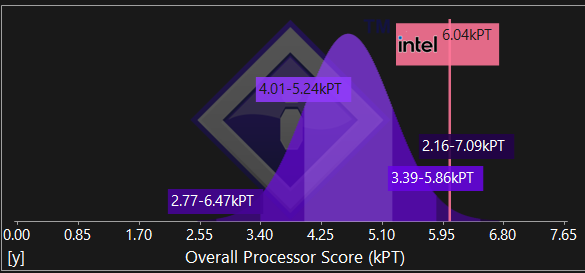 intel 6.04kPT
4.01-5.24kPT
2.16-7.09kPT
3.39-5.86kPT
2.77-6.47kPT
0.00 0.85 1.70 2.55 3.40 4.25 5.10 5.95 6.80 7.65
[y] Overall Processor Score (kPT)